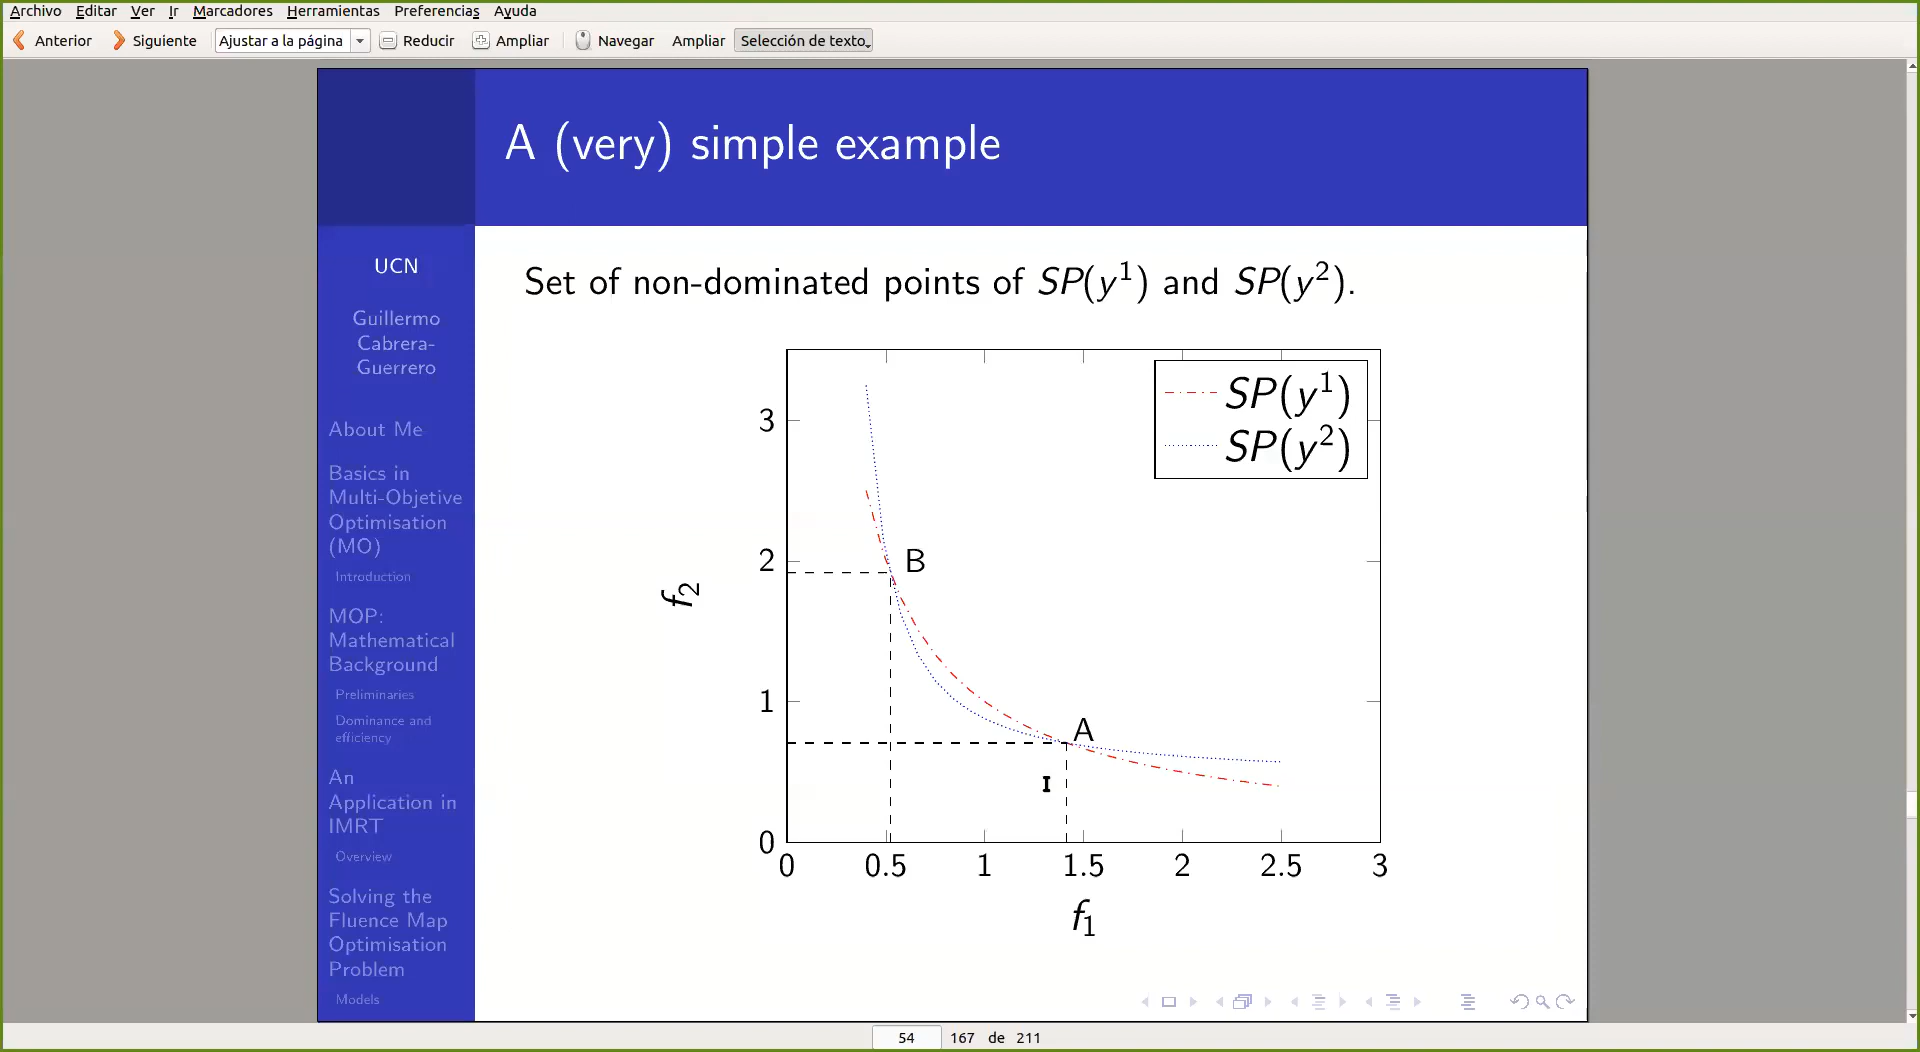 Archivo Editar Ver Ir Marcadores Herramientas Preferencias Ayuda
Anterior Siguiente Ajustar a la página Reducir Ampliar Navegar Ampliar Selección de texto
A (very) simple example
UCN
Guillermo
Cabrera-
Guerrero
About Me
Basics in
Multi-Objetive
Optimisation
(MO)
Introduction
MOP:
Mathematical
Background
Preliminaries
Dominance and
efficiency
An
Application in
IMRT
Overview
Solving the
Fluence Map
Optimisation
Problem
Models
Set of non-dominated points of SP(y¹) and SP(y²).
SP(y¹)
SP(y²)
3
2
1
0
f₂
B
A
0 0.5 1 1.5 2 2.5 3
f₁
54 167 de 211